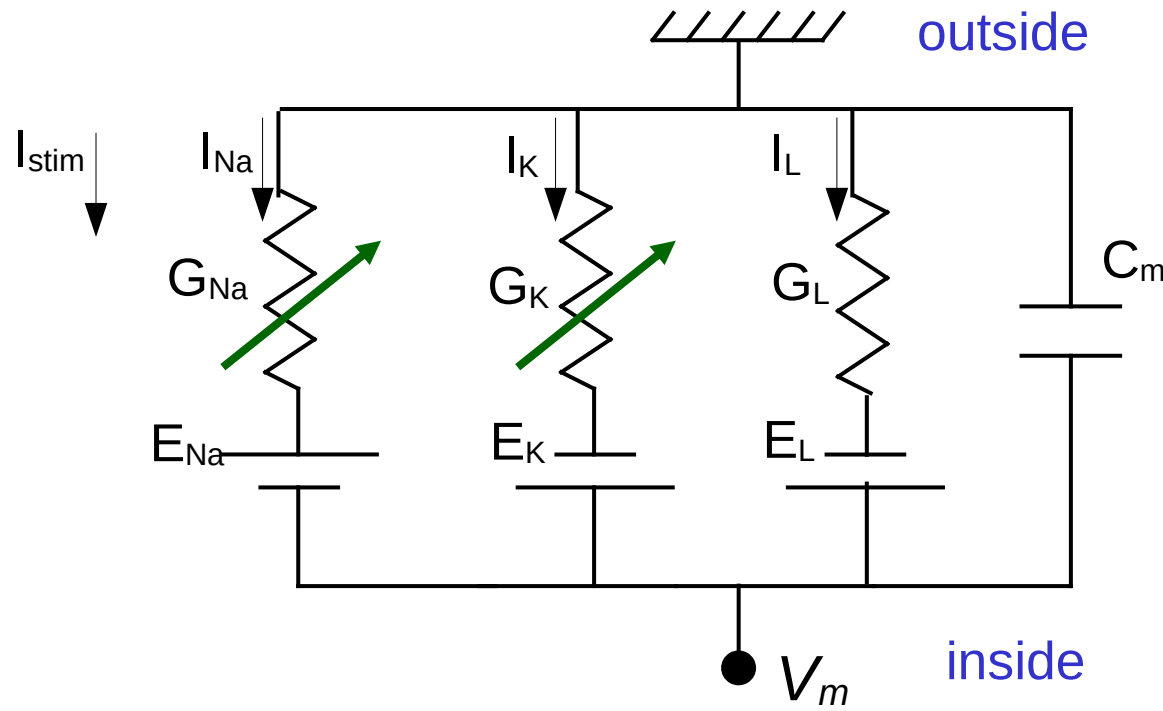 outside
Istim
INa
IK
IL
GNa
GK
GL
Cm
ENa
EK
EL
inside
Vm